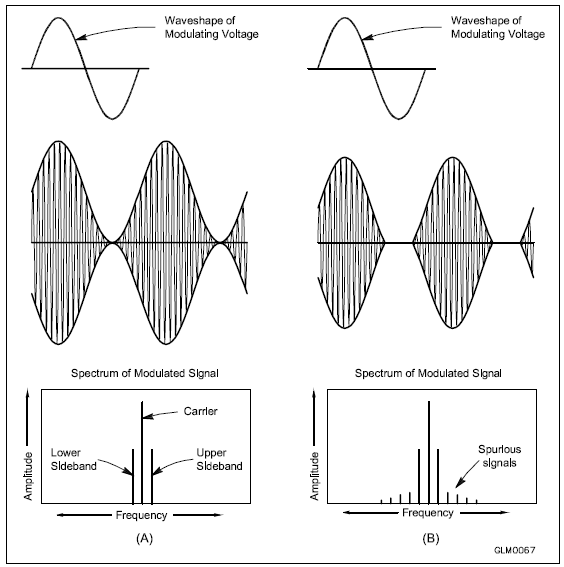 Waveshape of
Modulating Voltage
Waveshape of
Modulating Voltage
Spectrum of Modulated Signal
Carrier
Lower
Sideband
Upper
Sideband
Amplitude
Frequency
(A)
Spectrum of Modulated Signal
Spurious
signals
Amplitude
Frequency
(B)
GLM0067